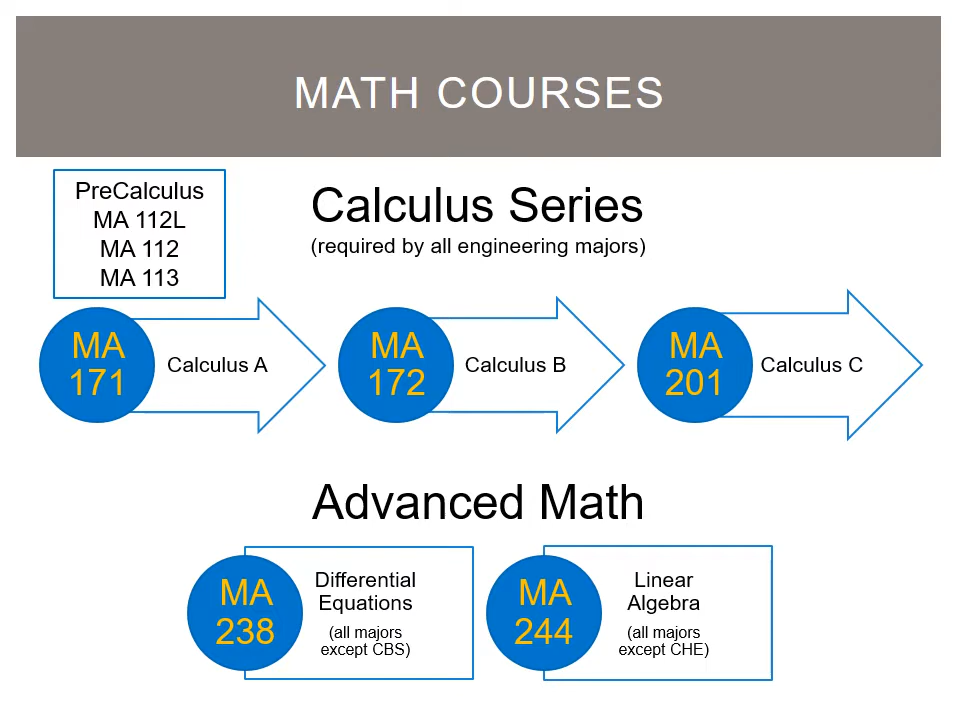 MATH COURSES
PreCalculus
MA 112L
MA 112
MA 113
Calculus Series
(required by all engineering majors)
MA
171
Calculus A
MA
172
Calculus B
MA
201
Calculus C
Advanced Math
MA
238
Differential
Equations
(all majors
except CBS)
MA
244
Linear
Algebra
(all majors
except CHE)